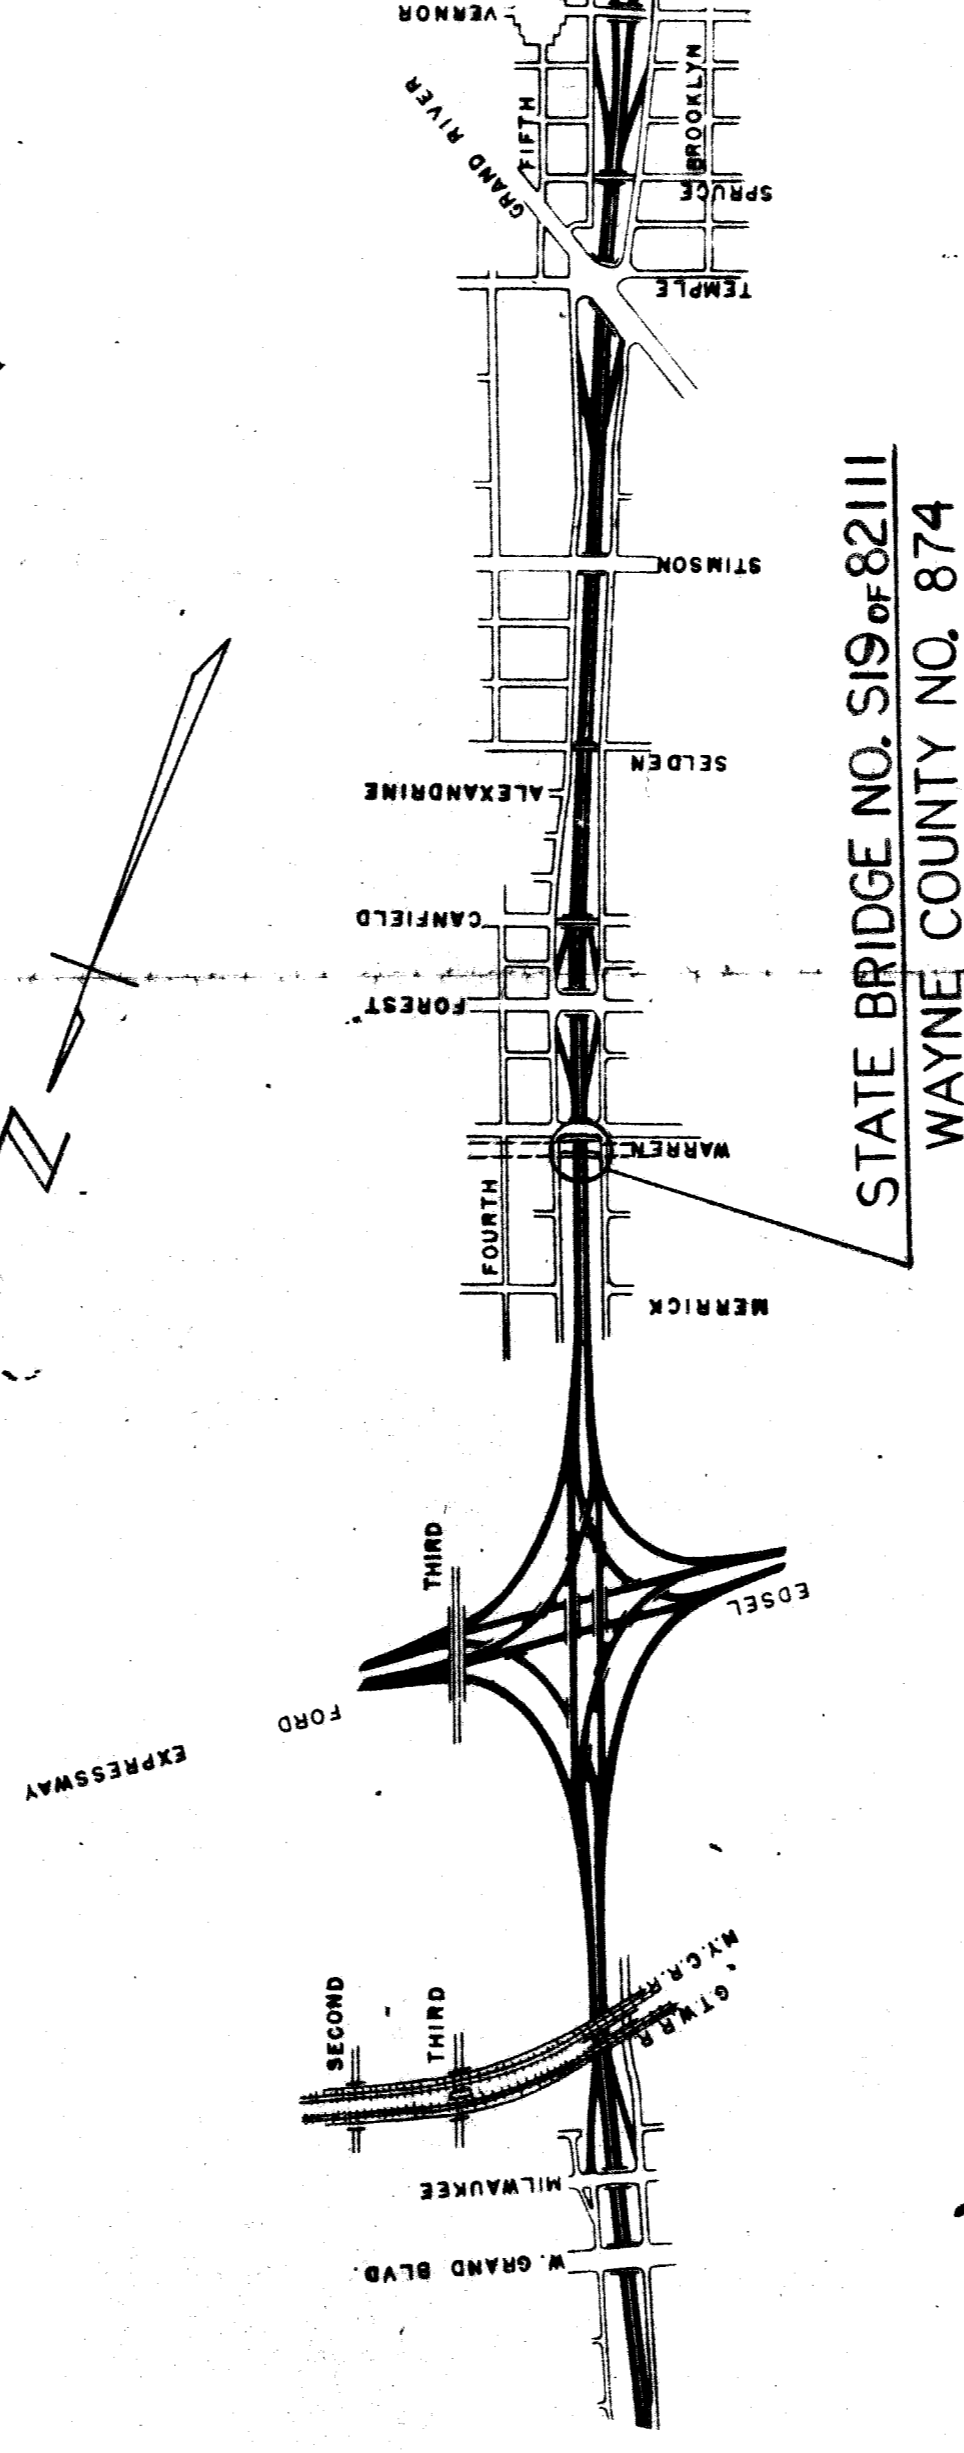 VERNOR
GRAND RIVER
FIFTH
BROOKLYN
SPRUCE
TEMPLE
STIMSON
SELDEN
ALEXANDRINE
CANFIELD
FOREST
WARREN
FOURTH
MERRICK
STATE BRIDGE NO. S19 OF 82111
WAYNE COUNTY NO. 874
N
THIRD
EDSEL
FORD
EXPRESSWAY
SECOND
THIRD
N.Y.C.R.R.
G.T.W.R.R.
MILWAUKEE
W. GRAND BLVD.